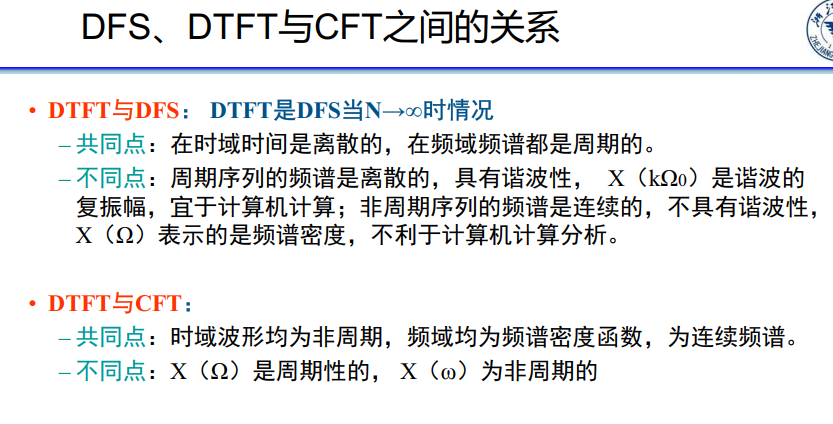 DFS、DTFT与CFT之间的关系
• DTFT与DFS： DTFT是DFS当N→∞时情况
– 共同点：在时域时间是离散的，在频域频谱都是周期的。
– 不同点：周期序列的频谱是离散的，具有谐波性， X（kΩ0）是谐波的
复振幅，宜于计算机计算；非周期序列的频谱是连续的，不具有谐波性，
X（Ω）表示的是频谱密度，不利于计算机计算分析。
• DTFT与CFT：
– 共同点：时域波形均为非周期，频域均为频谱密度函数，为连续频谱。
– 不同点：X（Ω）是周期性的， X（ω）为非周期的